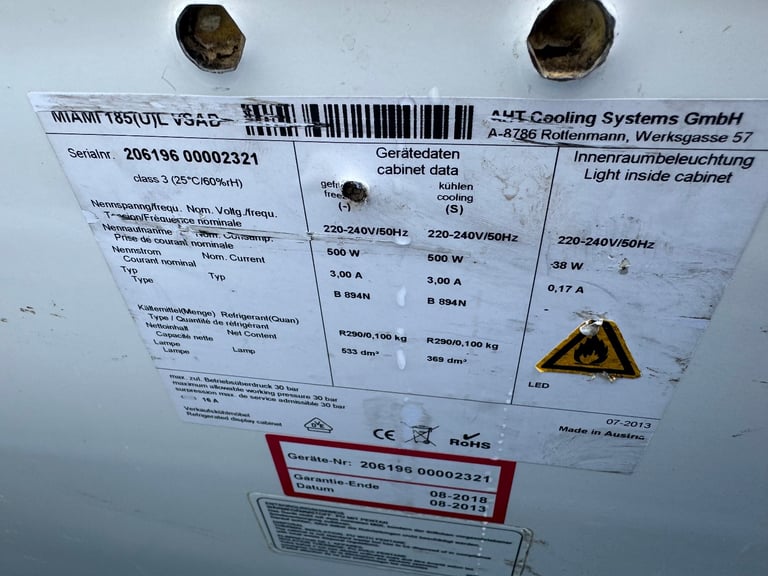 MIAMI 185(U)L VSAD
AHT Cooling Systems GmbH
A-8786 Rottenmann, Werksgasse 57
Serialnr. 206196 00002321
class 3 (25°C/60%rH)
Nennspannung/frequ. Nom. Voltg./frequ.
Tension/Fréquence nominale
Nennaufnahme Nom. Consump.
Prise de courant nominale
Nennstrom Nom. Current
Courant nominal
Typ Typ
Type
Kältemittel(Menge) Refrigerant(Quan)
Type / Quantité de réfrigérant
Nettoinhalt Net Content
Capacité nette
Lampe Lamp
Lampe
Gerätedaten
cabinet data
kühlen
cooling
(-) (S)
220-240V/50Hz 220-240V/50Hz
500 W 500 W
3,00 A 3,00 A
B 894N B 894N
R290/0,100 kg R290/0,100 kg
533 dm³ 369 dm³
Innenraumbeleuchtung
Light inside cabinet
220-240V/50Hz
38 W
0,17 A
LED
max. zul. Betriebsüberdruck 30 bar
maximum allowable working pressure 30 bar
surpression max. de service admissible 30 bar
16 A
Verkaufskühlmöbel
Refrigerated display cabinet
CE RoHS
07-2013
Made in Austria
Geräte-Nr: 206196 00002321
Garantie-Ende 08-2018
Datum 08-2013